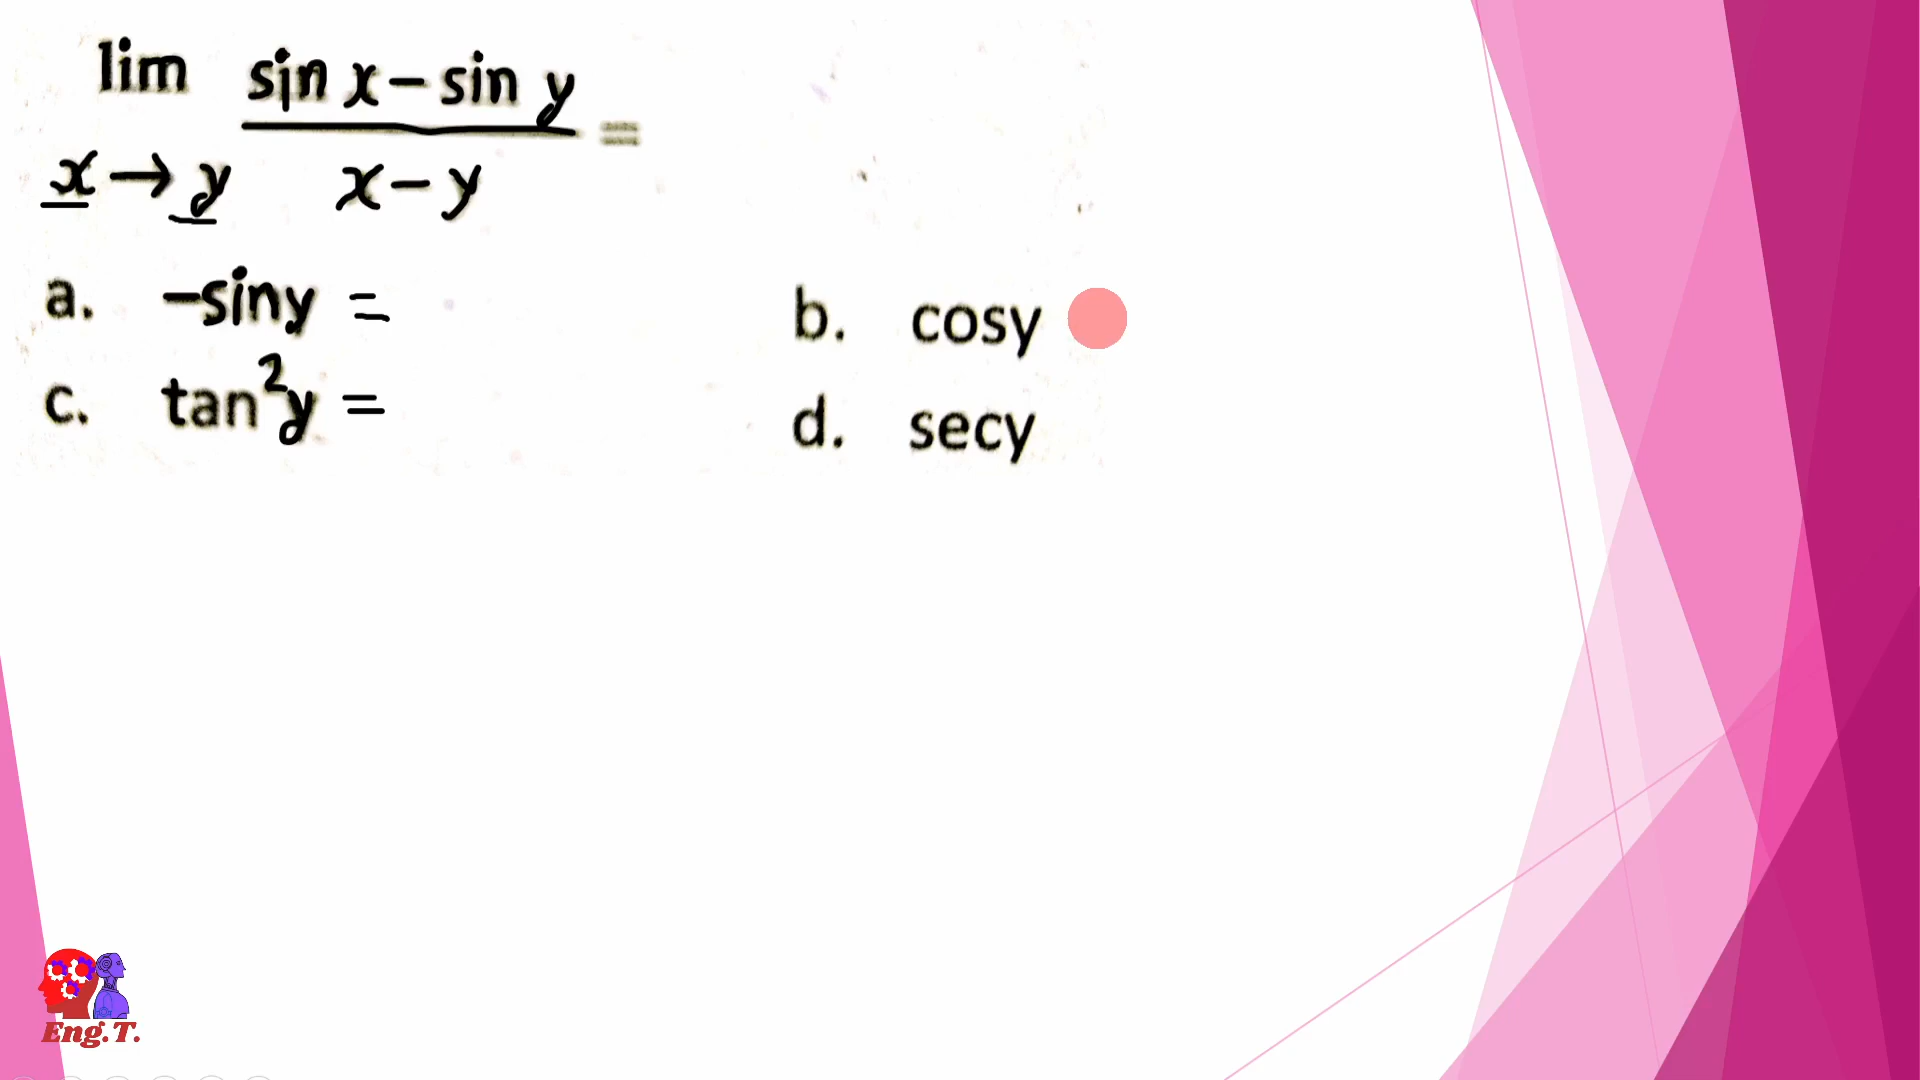 lim sin x - sin y =
x → y x - y
a. -siny = b. cosy
c. tan²y = d. secy
Eng.T.